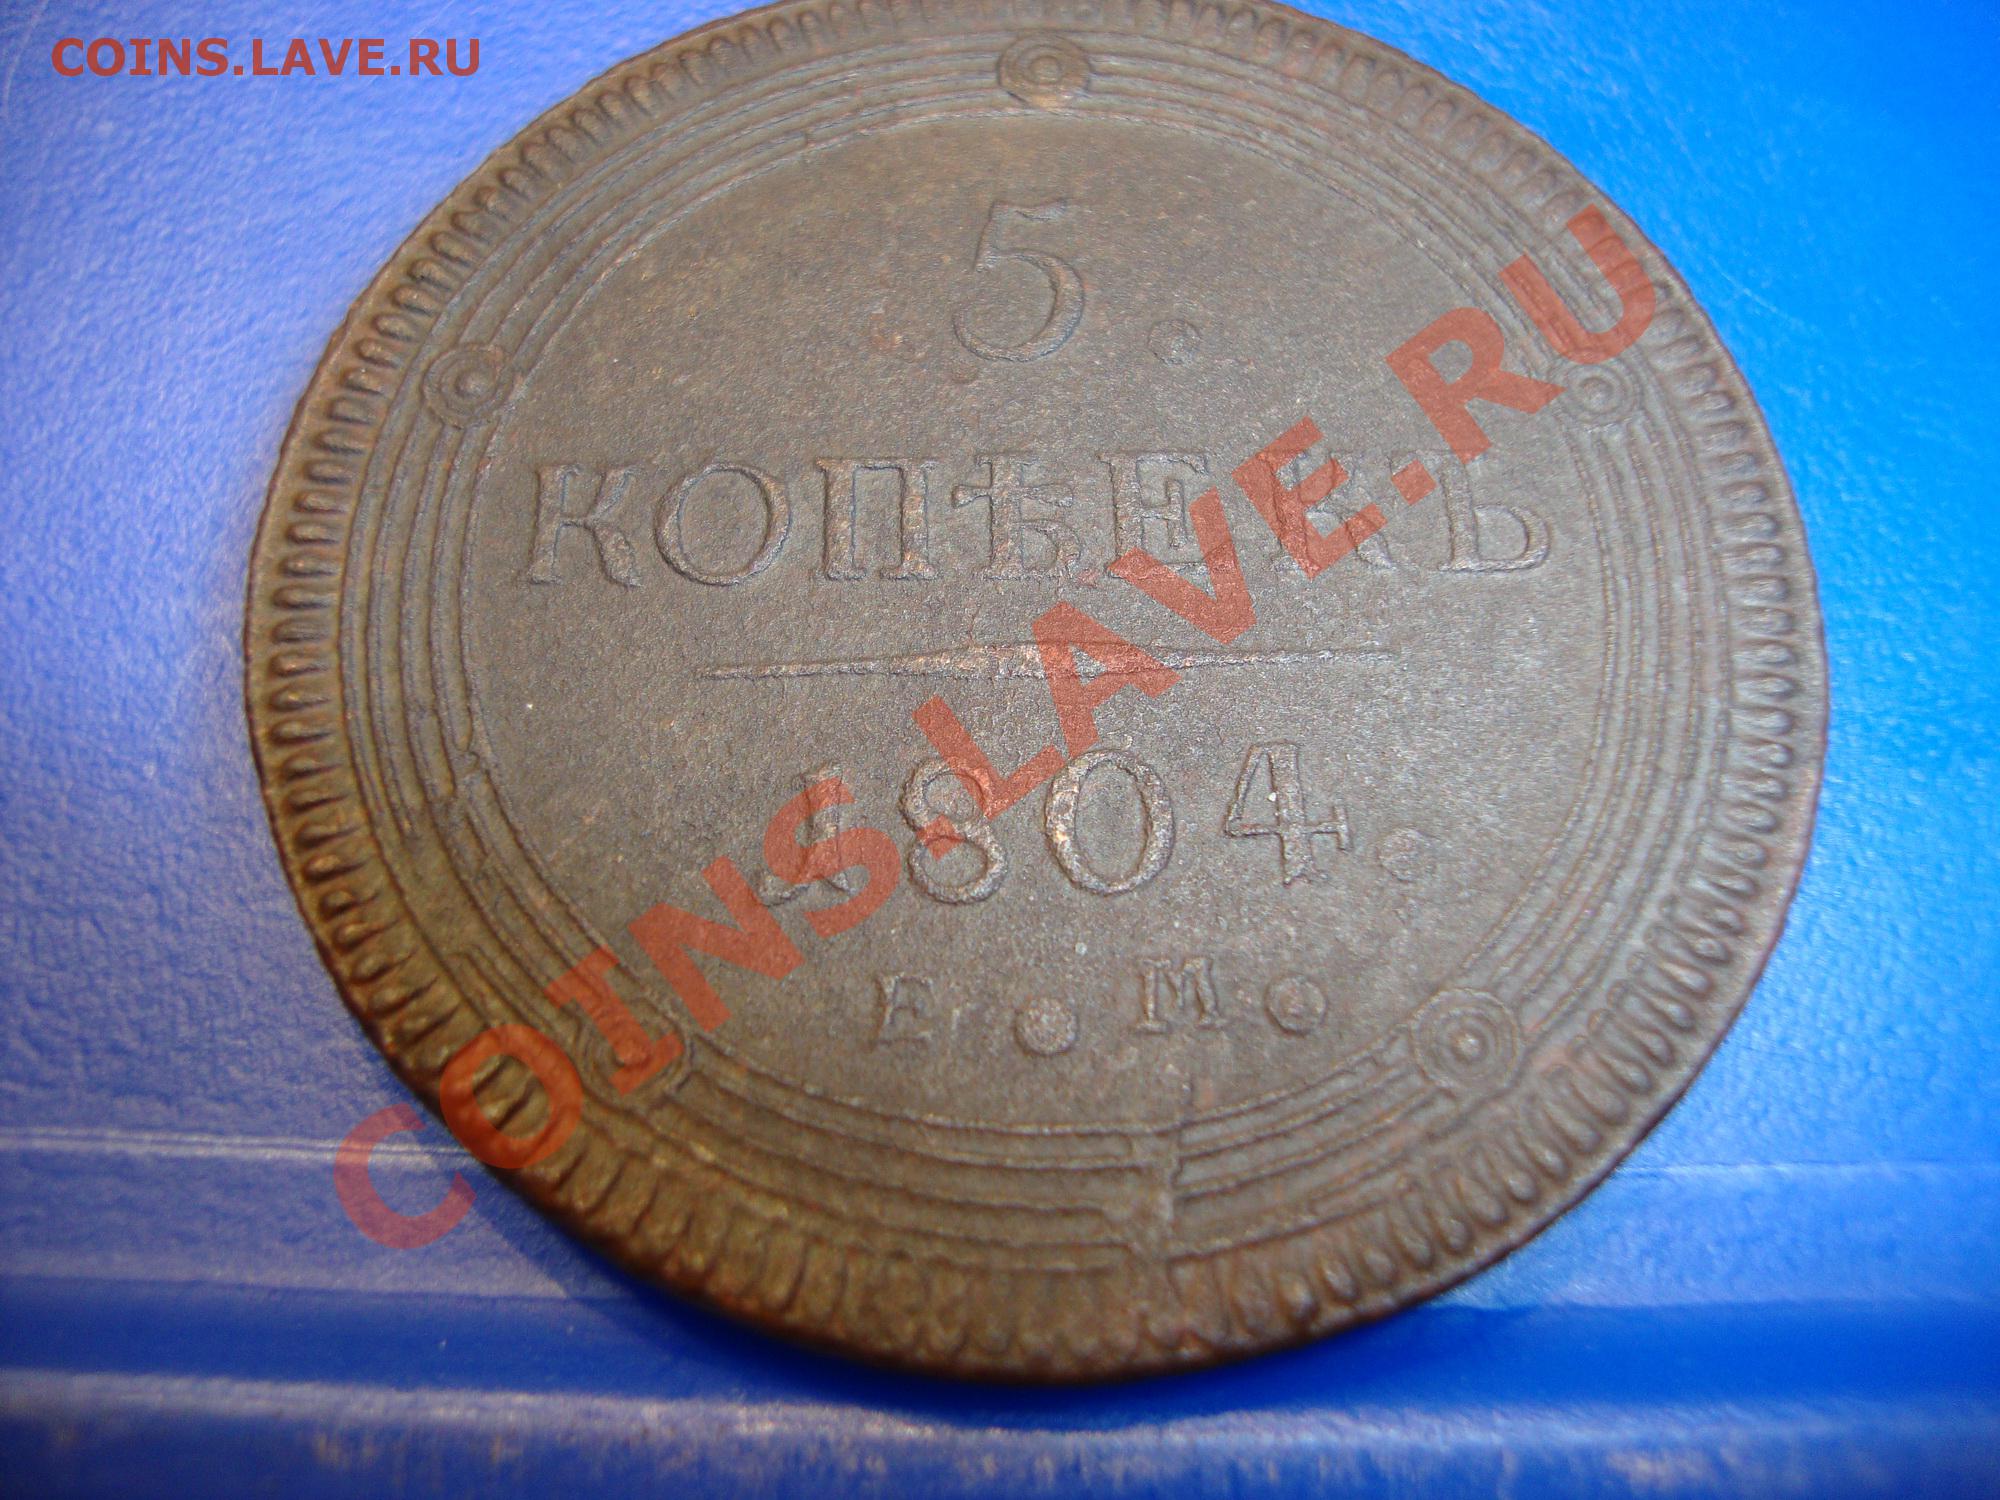 COINS.LAVE.RU
5.
КОПѢЕКЪ
1804.
Е.М.
COINS.LAVE.RU